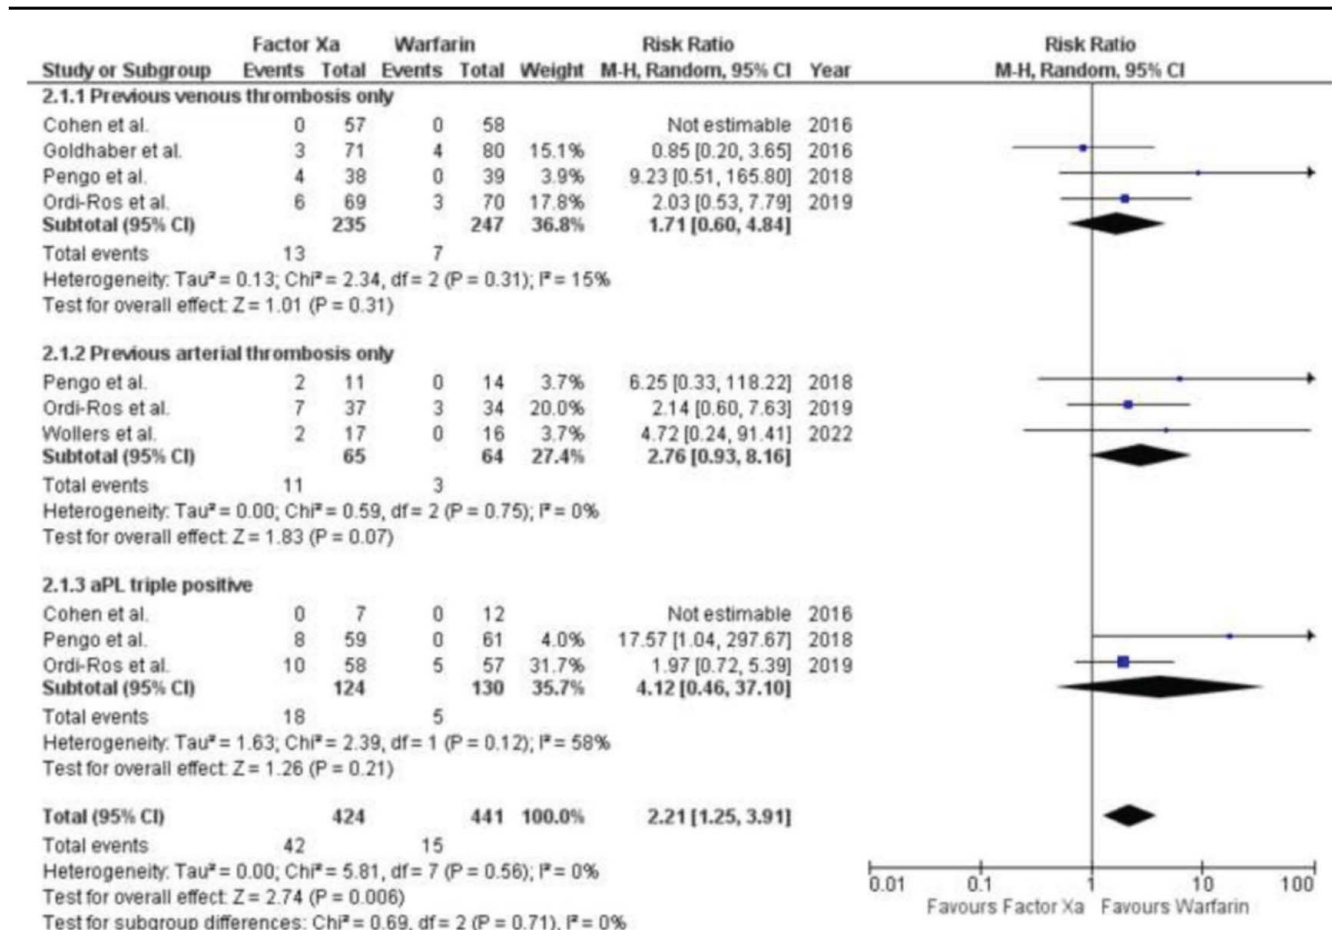 Factor Xa Warfarin Risk Ratio Risk Ratio
Study or Subgroup Events Total Events Total Weight M-H, Random, 95% CI Year M-H, Random, 95% CI
2.1.1 Previous venous thrombosis only
Cohen et al. 0 57 0 58 Not estimable 2016
Goldhaber et al. 3 71 4 80 15.1% 0.85 [0.20, 3.65] 2016
Pengo et al. 4 38 0 39 3.9% 9.23 [0.51, 165.80] 2018
Ordi-Ros et al. 6 69 3 70 17.8% 2.03 [0.53, 7.79] 2019
Subtotal (95% CI) 235 247 36.8% 1.71 [0.60, 4.84]
Total events 13 7
Heterogeneity: Tau² = 0.13; Chi² = 2.34, df = 2 (P = 0.31); I² = 15%
Test for overall effect: Z = 1.01 (P = 0.31)
2.1.2 Previous arterial thrombosis only
Pengo et al. 2 11 0 14 3.7% 6.25 [0.33, 118.22] 2018
Ordi-Ros et al. 7 37 3 34 20.0% 2.14 [0.60, 7.63] 2019
Wollers et al. 2 17 0 16 3.7% 4.72 [0.24, 91.41] 2022
Subtotal (95% CI) 65 64 27.4% 2.76 [0.93, 8.16]
Total events 11 3
Heterogeneity: Tau² = 0.00; Chi² = 0.59, df = 2 (P = 0.75); I² = 0%
Test for overall effect: Z = 1.83 (P = 0.07)
2.1.3 aPL triple positive
Cohen et al. 0 7 0 12 Not estimable 2016
Pengo et al. 8 59 0 61 4.0% 17.57 [1.04, 297.67] 2018
Ordi-Ros et al. 10 58 5 57 31.7% 1.97 [0.72, 5.39] 2019
Subtotal (95% CI) 124 130 35.7% 4.12 [0.46, 37.10]
Total events 18 5
Heterogeneity: Tau² = 1.63; Chi² = 2.39, df = 1 (P = 0.12); I² = 58%
Test for overall effect: Z = 1.26 (P = 0.21)
Total (95% CI) 424 441 100.0% 2.21 [1.25, 3.91]
Total events 42 15
Heterogeneity: Tau² = 0.00; Chi² = 5.81, df = 7 (P = 0.56); I² = 0%
Test for overall effect: Z = 2.74 (P = 0.006)
Test for subgroup differences: Chi² = 0.69, df = 2 (P = 0.71), I² = 0%
0.01 0.1 1 10 100
Favours Factor Xa Favours Warfarin